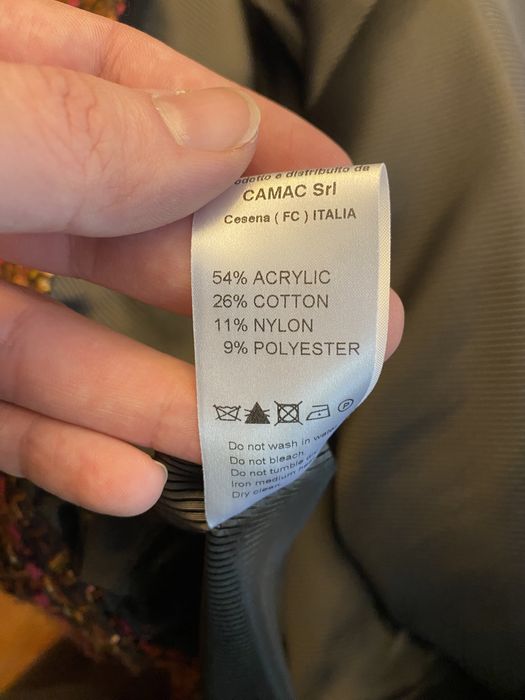 e distribuito da
CAMAC Srl
Cesena ( FC ) ITALIA
54% ACRYLIC
26% COTTON
11% NYLON
9% POLYESTER
P
Do not wash in
Do not bleach
Do not tumble
Iron medium
Dry clean